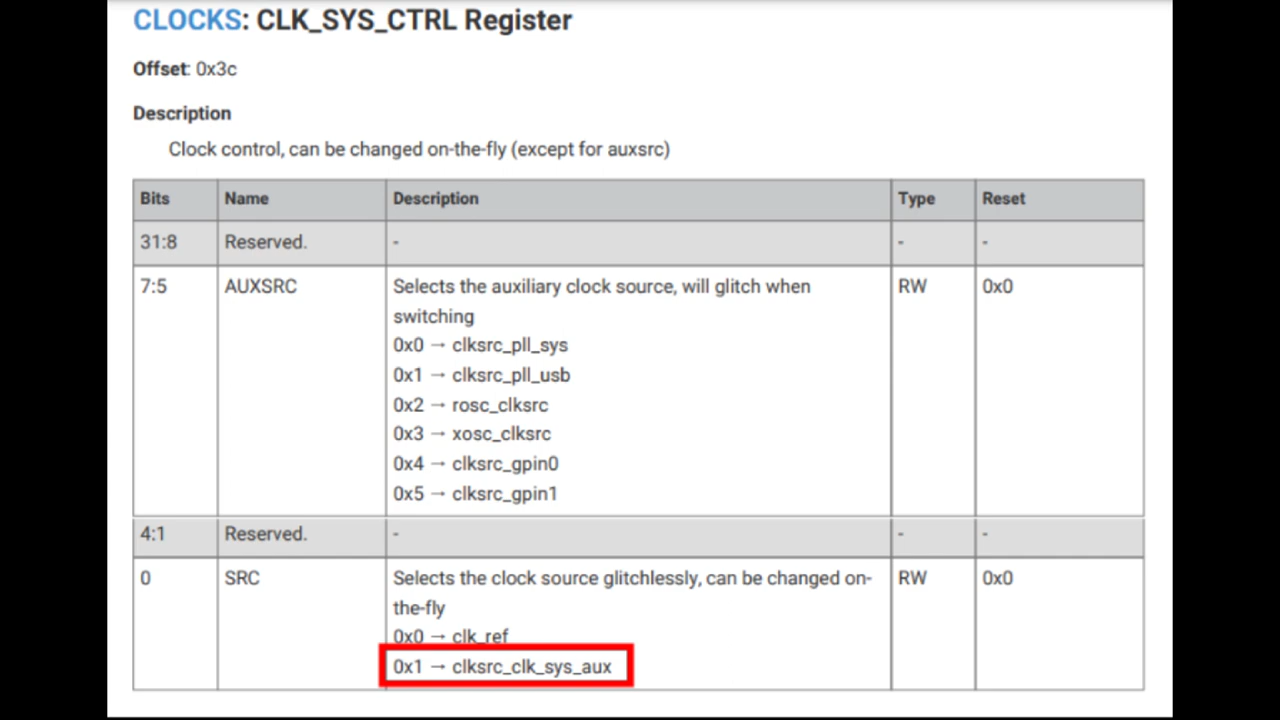 CLOCKS: CLK_SYS_CTRL Register
Offset: 0x3c
Description
Clock control, can be changed on-the-fly (except for auxsrc)
Bits Name Description Type Reset
31:8 Reserved. - - -
7:5 AUXSRC Selects the auxiliary clock source, will glitch when RW 0x0
switching
0x0 → clksrc_pll_sys
0x1 → clksrc_pll_usb
0x2 → rosc_clksrc
0x3 → xosc_clksrc
0x4 → clksrc_gpin0
0x5 → clksrc_gpin1
4:1 Reserved. - - -
0 SRC Selects the clock source glitchlessly, can be changed on- RW 0x0
the-fly
0x0 → clk_ref
0x1 → clksrc_clk_sys_aux